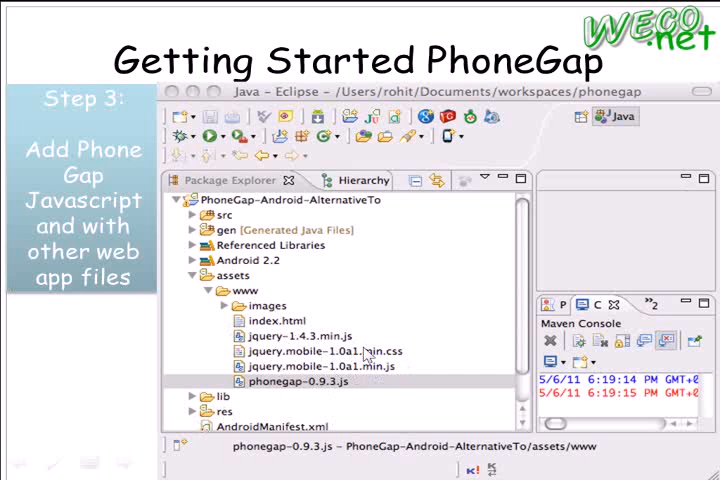 WECO.net
Getting Started PhoneGap
Step 3:
Add Phone
Gap
Javascript
and with
other web
app files
Java - Eclipse - /Users/rohit/Documents/workspaces/phonegap
Java
Package Explorer
Hierarchy
PhoneGap-Android-AlternativeTo
src
gen [Generated Java Files]
Referenced Libraries
Android 2.2
assets
www
images
index.html
jquery-1.4.3.min.js
jquery.mobile-1.0a1.min.css
jquery.mobile-1.0a1.min.js
phonegap-0.9.3.js
lib
res
AndroidManifest.xml
P
C
»2
Maven Console
5/6/11 6:19:14 PM GMT+0
5/6/11 6:19:15 PM GMT+0
phonegap-0.9.3.js - PhoneGap-Android-AlternativeTo/assets/www